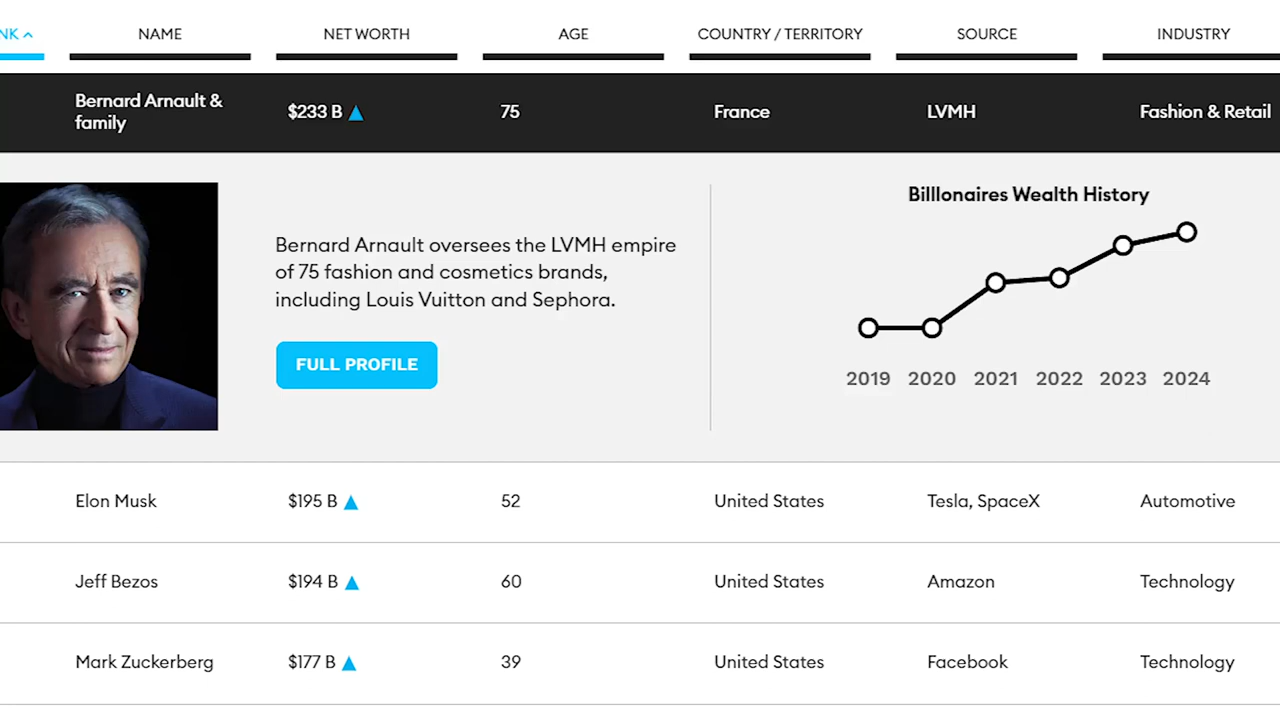 NK NAME NET WORTH AGE COUNTRY / TERRITORY SOURCE INDUSTRY
Bernard Arnault &
family
$233 B 75 France LVMH Fashion & Retail
Bernard Arnault oversees the LVMH empire
of 75 fashion and cosmetics brands,
including Louis Vuitton and Sephora.
FULL PROFILE
Billlonaires Wealth History
2019 2020 2021 2022 2023 2024
Elon Musk $195 B 52 United States Tesla, SpaceX Automotive
Jeff Bezos $194 B 60 United States Amazon Technology
Mark Zuckerberg $177 B 39 United States Facebook Technology